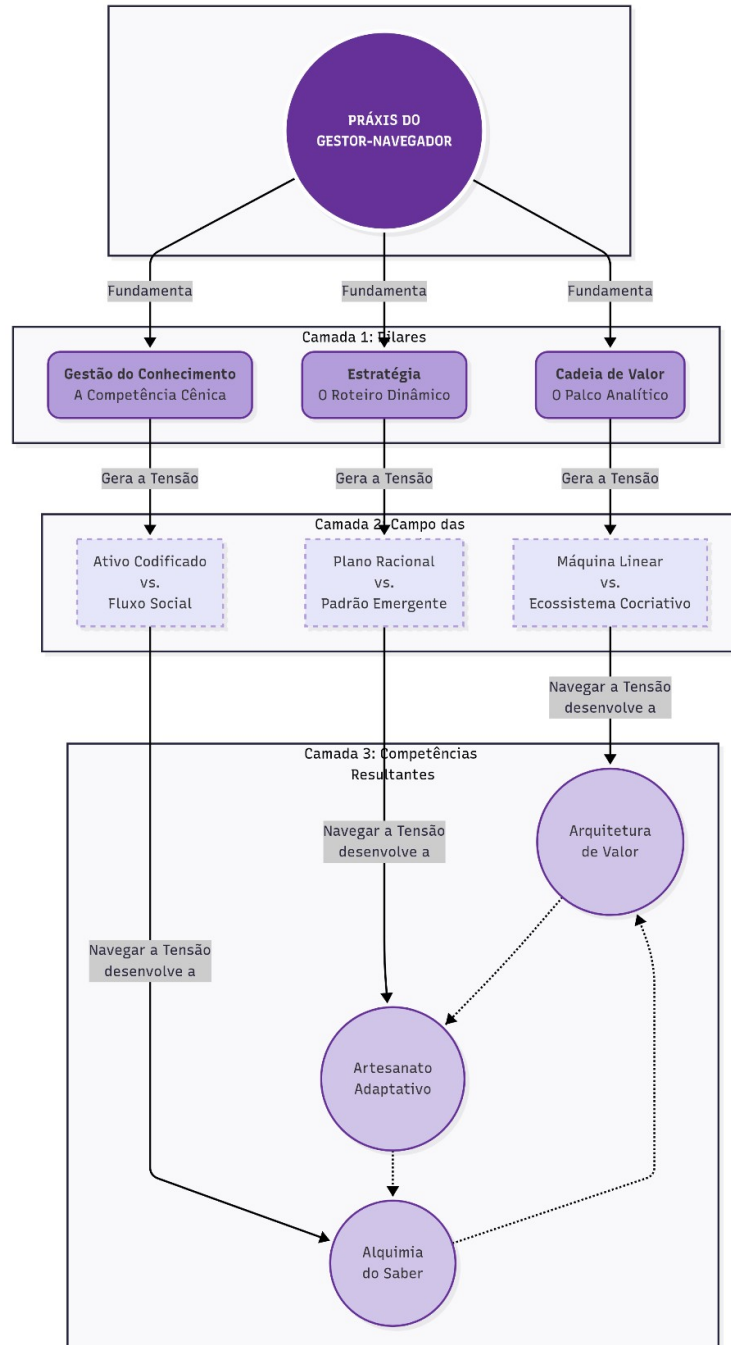 PRÁXIS DO
GESTOR-NAVEGADOR
Fundamenta
Fundamenta
Fundamenta
Camada 1: Pilares
Gestão do Conhecimento
A Competência Cênica
Estratégia
O Roteiro Dinâmico
Cadeia de Valor
O Palco Analítico
Gera a Tensão
Gera a Tensão
Gera a Tensão
Camada 2: Campo das
Ativo Codificado
vs.
Fluxo Social
Plano Racional
vs.
Padrão Emergente
Máquina Linear
vs.
Ecossistema Cocriativo
Navegar a Tensão
desenvolve a
Camada 3: Competências
Resultantes
Arquitetura
de Valor
Navegar a Tensão
desenvolve a
Navegar a Tensão
desenvolve a
Artesanato
Adaptativo
Alquimia
do Saber